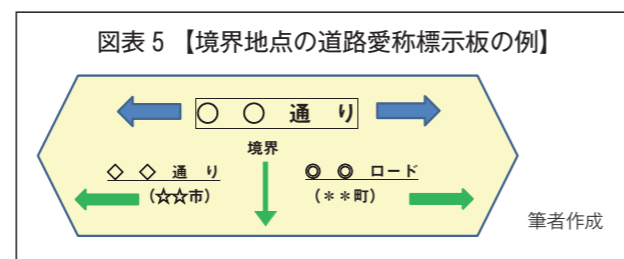 図表5 【境界地点の道路愛称標示板の例】
○ ○ 通 り
境界
◇ ◇ 通 り
(☆☆市)
◎ ◎ ロード
(**町)
筆者作成